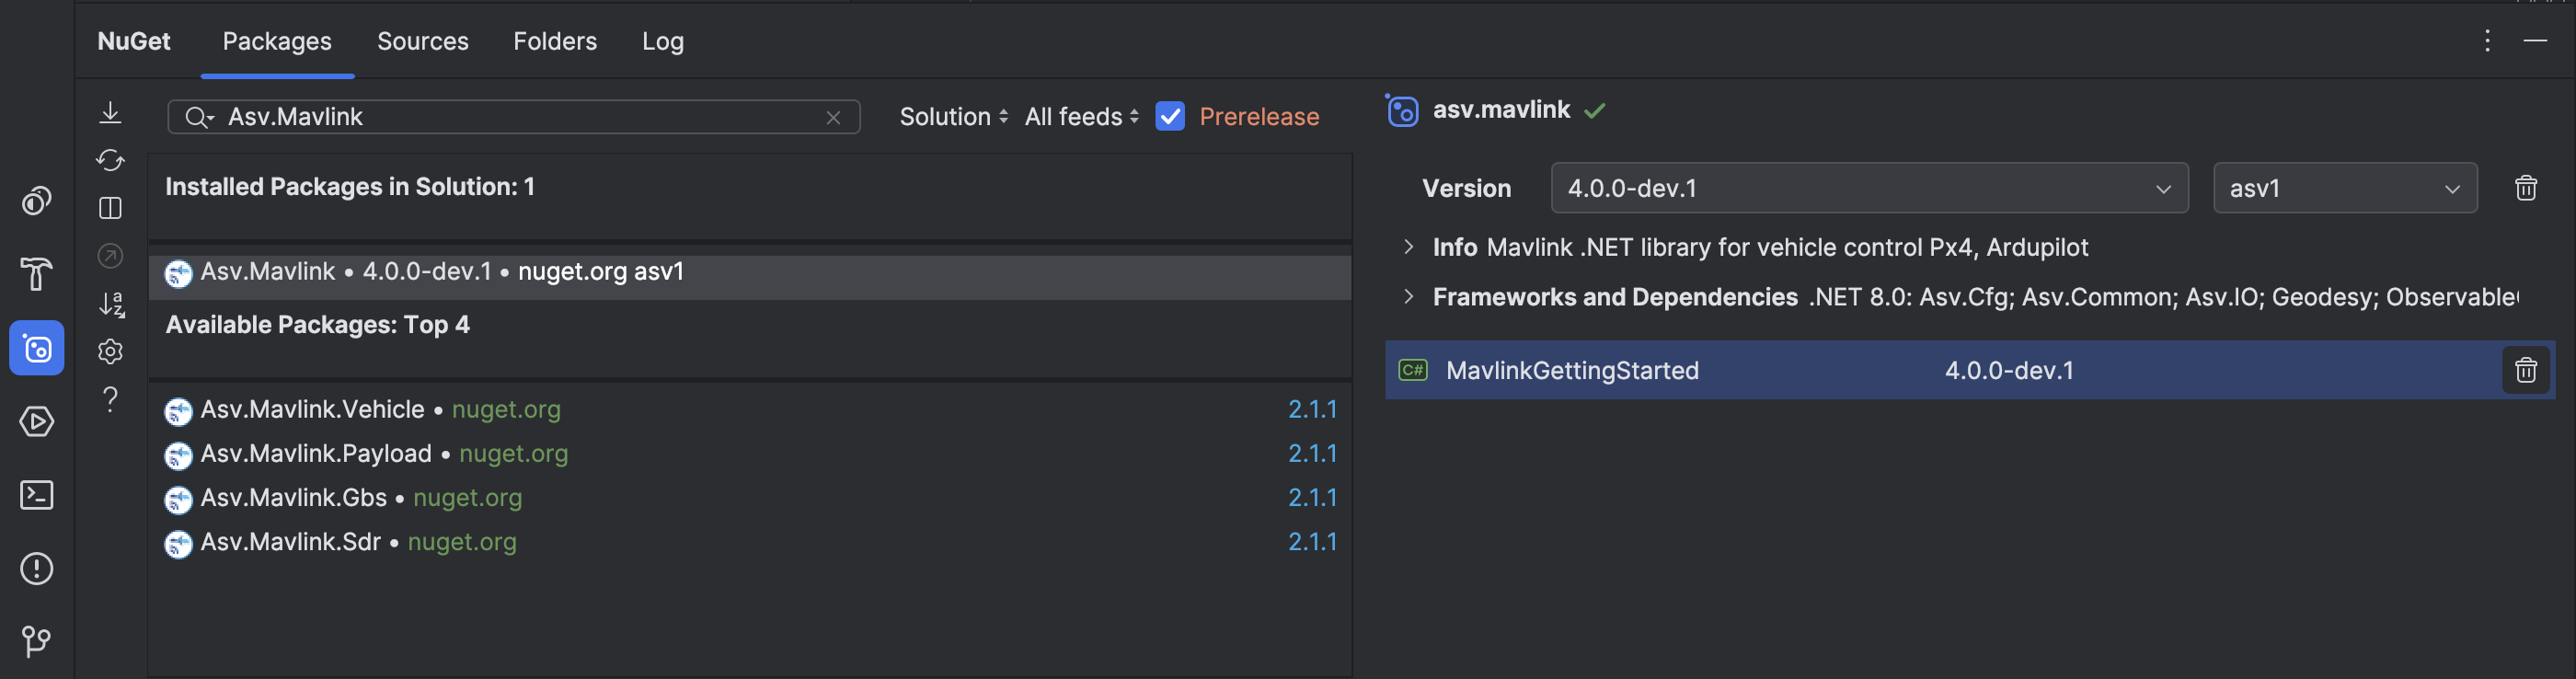 NuGet Packages Sources Folders Log
Asv.Mavlink Solution All feeds Prerelease
Installed Packages in Solution: 1
Asv.Mavlink • 4.0.0-dev.1 • nuget.org asv1
Available Packages: Top 4
Asv.Mavlink.Vehicle • nuget.org 2.1.1
Asv.Mavlink.Payload • nuget.org 2.1.1
Asv.Mavlink.Gbs • nuget.org 2.1.1
Asv.Mavlink.Sdr • nuget.org 2.1.1
asv.mavlink
Version 4.0.0-dev.1 asv1
Info Mavlink .NET library for vehicle control Px4, Ardupilot
Frameworks and Dependencies .NET 8.0: Asv.Cfg; Asv.Common; Asv.IO; Geodesy; Observable
C# MavlinkGettingStarted 4.0.0-dev.1